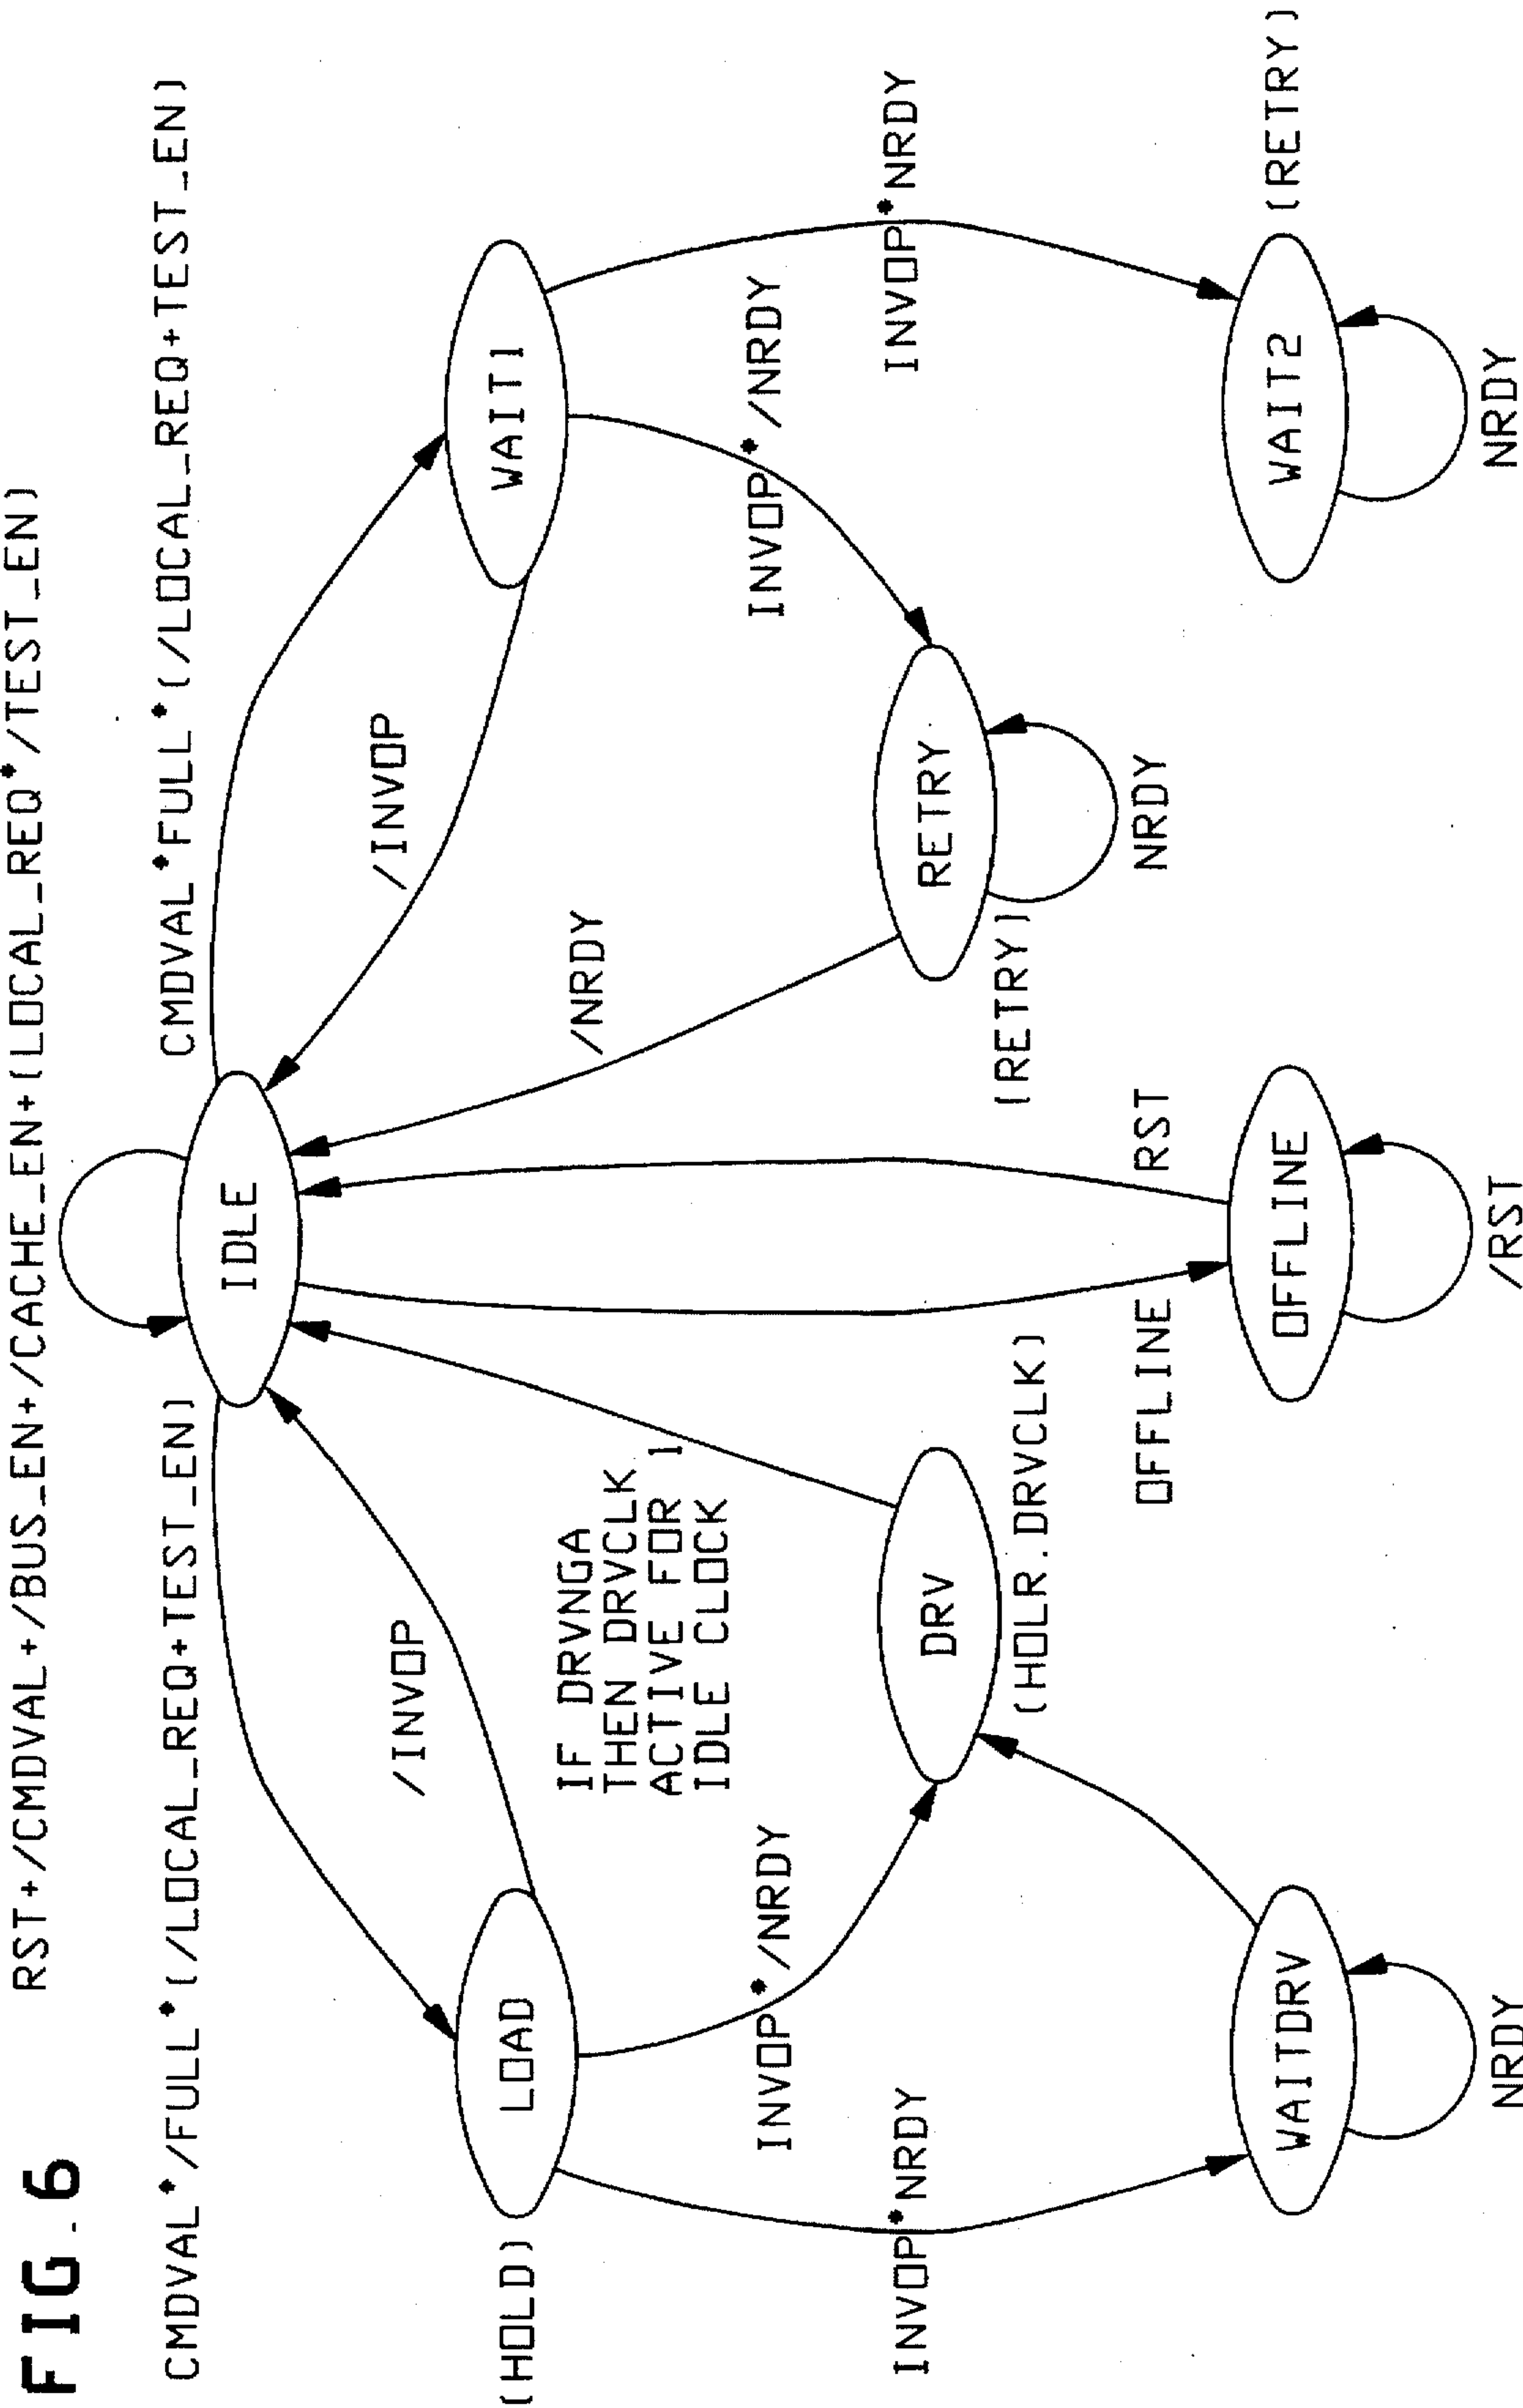 FIG.6
RST+/CMDVAL+/BUS_EN+/CACHE_EN+(LOCAL_REQ*/TEST_EN)
CMDVAL*/FULL*(/LOCAL_REQ+TEST_EN)
CMDVAL*FULL*(/LOCAL_REQ+TEST_EN)
IDLE
/INVOP
/INVOP
(HOLD)
LOAD
WAIT1
IF DRVNGA
THEN DRVCLK
ACTIVE FOR 1
IDLE CLOCK
/NRDY
INVOP*/NRDY
INVOP*/NRDY
INVOP*NRDY
INVOP*NRDY
DRV
(HOLR.DRVCLK)
RETRY
(RETRY)
NRDY
OFFLINE
RST
WAITDRV
NRDY
OFFLINE
/RST
WAIT2
(RETRY)
NRDY